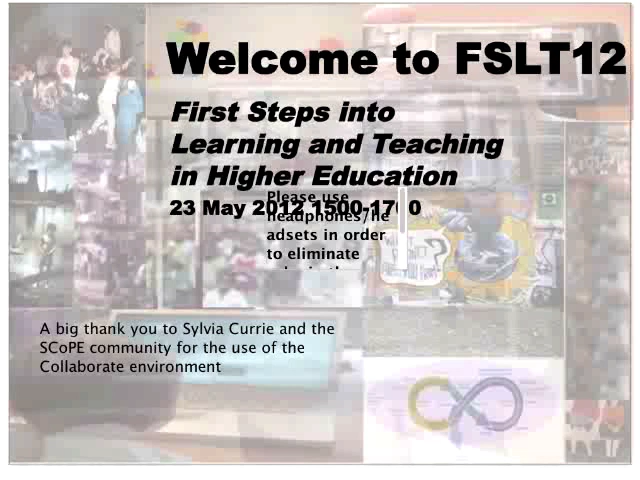 Welcome to FSLT12
First Steps into
Learning and Teaching
in Higher Education
23 May 2012 1500-1700
Please use
headphones/he
adsets in order
to eliminate
A big thank you to Sylvia Currie and the
SCoPE community for the use of the
Collaborate environment